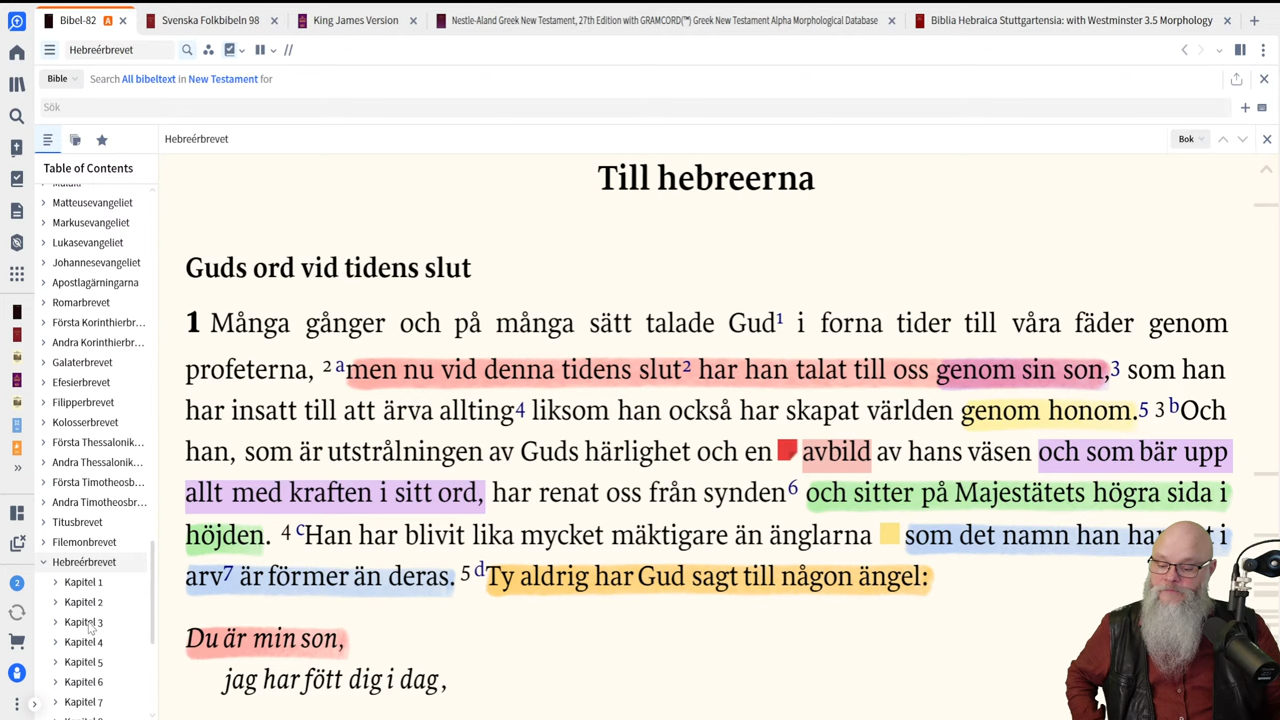 Bibel-82 A Svenska Folkbibeln 98 King James Version Nestle-Aland Greek New Testament, 27th Edition with GRAMCORD(™) Greek New Testament Alpha Morphological Database Biblia Hebraica Stuttgartensia: with Westminster 3.5 Morphology
Hebreérbrevet
Bible Search All bibeltext in New Testament for
Sök
Hebreérbrevet
Bok
Table of Contents
Matteusevangeliet
Markusevangeliet
Lukasevangeliet
Johannesevangeliet
Apostlagärningarna
Romarbrevet
Första Korinthierbr...
Andra Korinthierbr...
Galaterbrevet
Efesierbrevet
Filipperbrevet
Kolosserbrevet
Första Thessalonik...
Andra Thessalonik...
Första Timotheosb...
Andra Timotheosbr...
Titusbrevet
Filemonbrevet
Hebreérbrevet
Kapitel 1
Kapitel 2
Kapitel 3
Kapitel 4
Kapitel 5
Kapitel 6
Kapitel 7
2
Till hebreerna
Guds ord vid tidens slut
1 Många gånger och på många sätt talade Gud¹ i forna tider till våra fäder genom
profeterna, 2 ᵃmen nu vid denna tidens slut² har han talat till oss genom sin son,³ som han
har insatt till att ärva allting⁴ liksom han också har skapat världen genom honom.⁵ 3 ᵇOch
han, som är utstrålningen av Guds härlighet och en avbild av hans väsen och som bär upp
allt med kraften i sitt ord, har renat oss från synden⁶ och sitter på Majestätets högra sida i
höjden. 4 ᶜHan har blivit lika mycket mäktigare än änglarna som det namn han i
arv⁷ är förmer än deras. 5 ᵈTy aldrig har Gud sagt till någon ängel:
Du är min son,
jag har fött dig i dag,